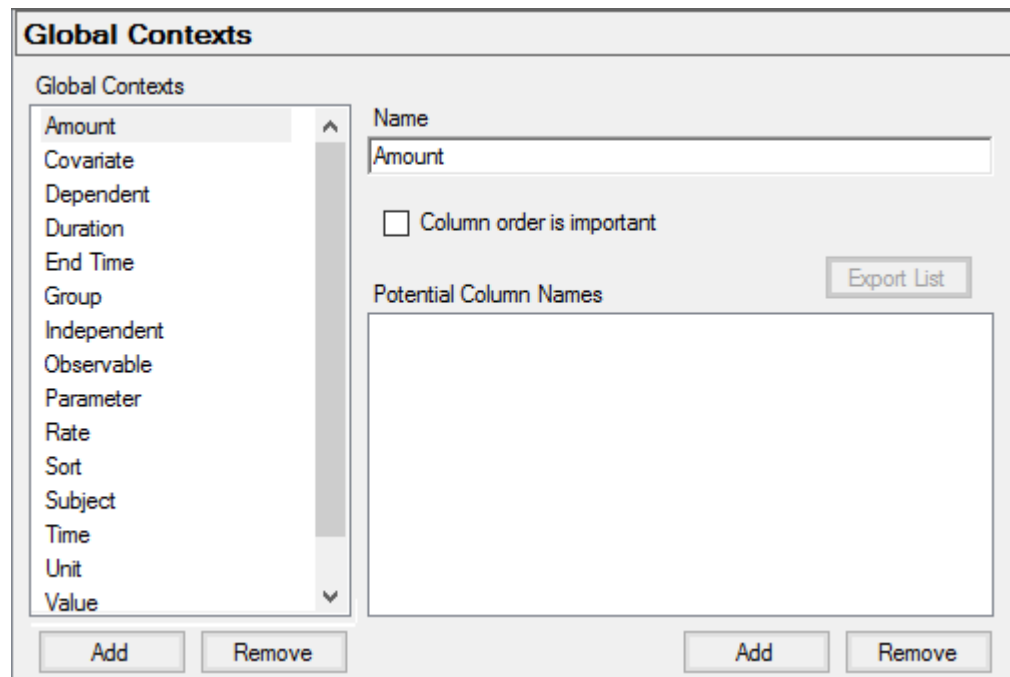 Global Contexts
Global Contexts
Amount
Covariate
Dependent
Duration
End Time
Group
Independent
Observable
Parameter
Rate
Sort
Subject
Time
Unit
Value
Add Remove
Name
Amount
Column order is important
Export List
Potential Column Names
Add Remove